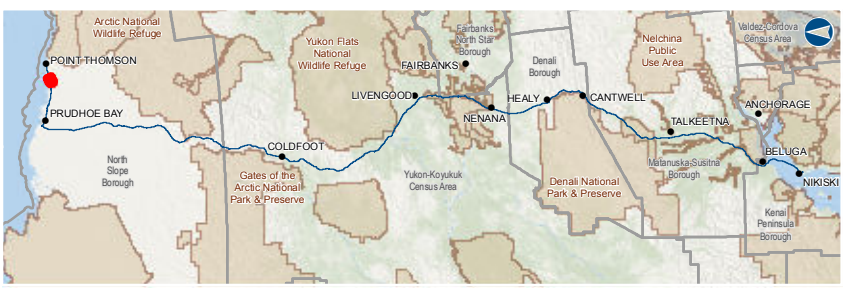 Arctic National
Wildlife Refuge
POINT THOMSON
PRUDHOE BAY
North
Slope
Borough
COLDFOOT
Gates of the
Arctic National
Park & Preserve
Yukon Flats
National
Wildlife Refuge
LIVENGOOD
Fairbanks
North Star
Borough
FAIRBANKS
NENANA
Yukon-Koyukuk
Census Area
Denali
Borough
HEALY
CANTWELL
Denali National
Park & Preserve
Nelchina
Public
Use Area
TALKEETNA
Matanuska-Susitna
Borough
Valdez-Cordova
Census Area
ANCHORAGE
BELUGA
NIKISKI
Kenai
Peninsula
Borough